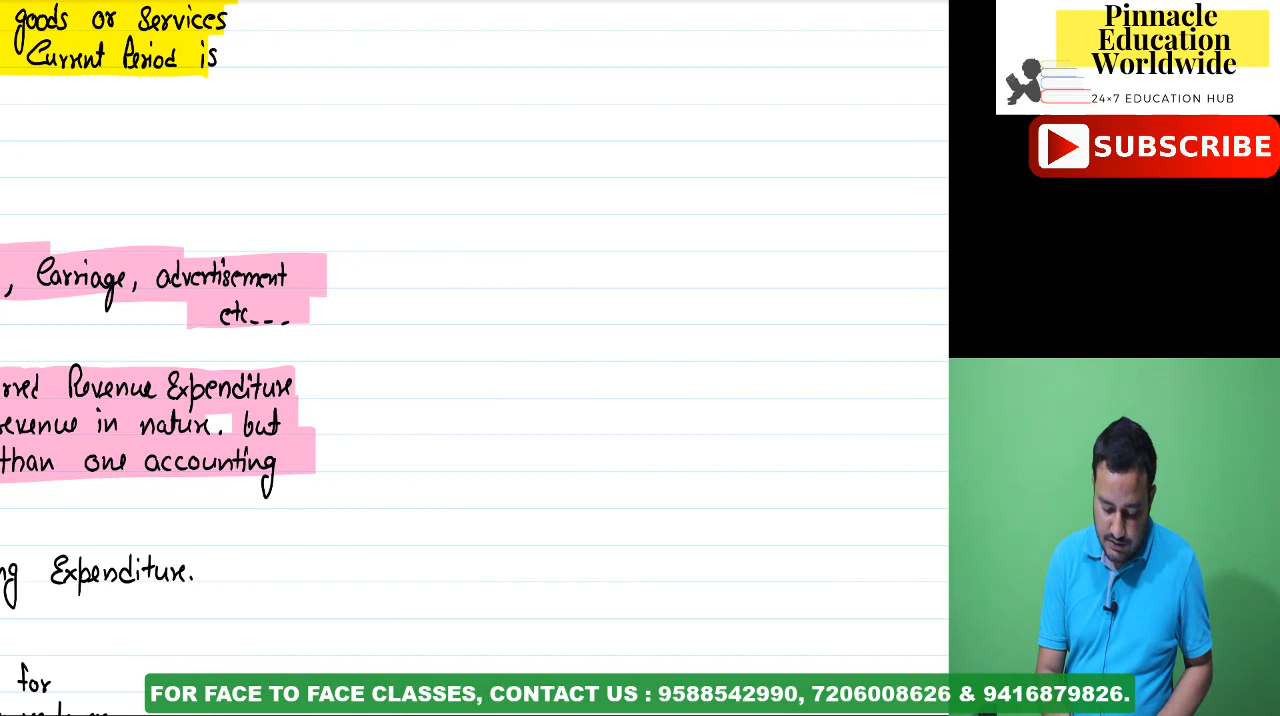 goods or Services
Current Period is
, Carriage, advertisement
etc---
rred Revenue Expenditure
evenue in nature. but
than one accounting
ng Expenditure.
for
Pinnacle
Education
Worldwide
24×7 EDUCATION HUB
SUBSCRIBE
FOR FACE TO FACE CLASSES, CONTACT US : 9588542990, 7206008626 & 9416879826.